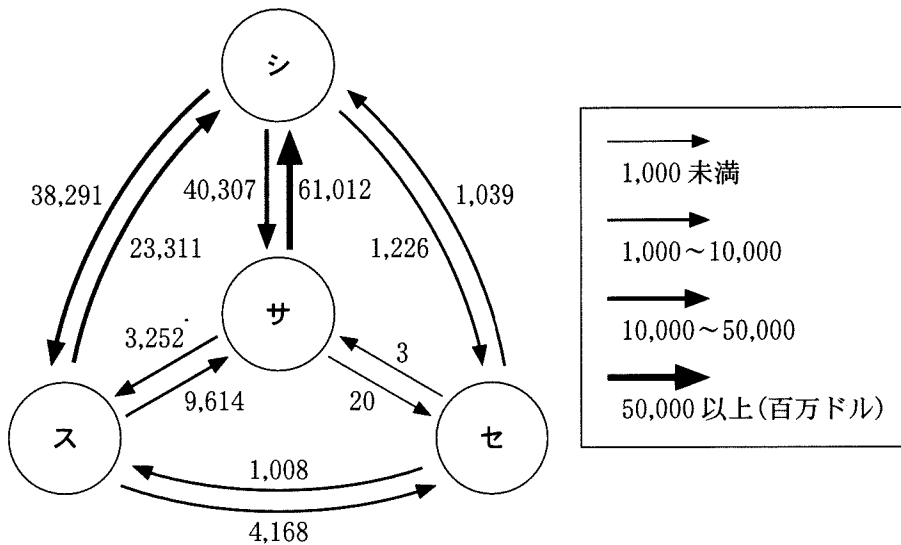 シ
38,291
23,311
40,307
61,012
1,226
1,039
サ
3,252
9,614
3
20
ス
セ
1,008
4,168
1,000 未満
1,000~10,000
10,000~50,000
50,000 以上(百万ドル)